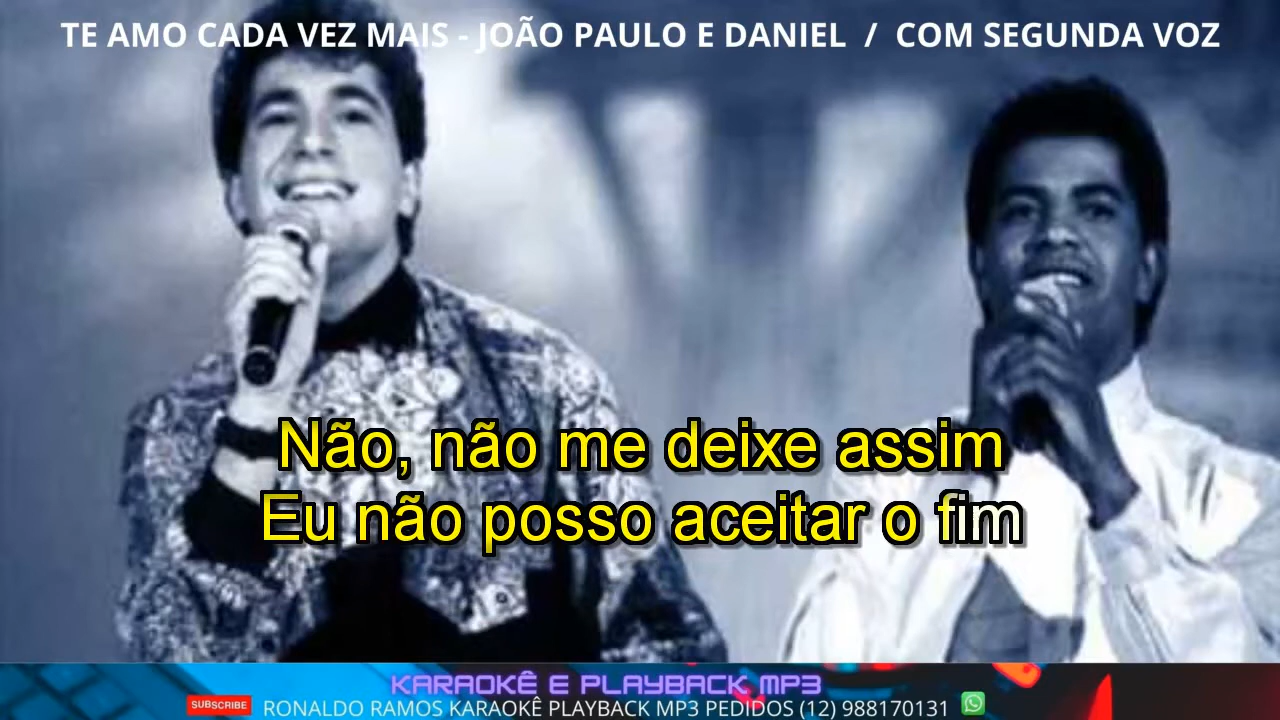 TE AMO CADA VEZ MAIS - JOÃO PAULO E DANIEL / COM SEGUNDA VOZ
Não, não me deixe assim
Eu não posso aceitar o fim
KARAOKÊ E PLAYBACK MP3
SUBSCRIBE RONALDO RAMOS KARAOKÊ PLAYBACK MP3 PEDIDOS (12) 988170131